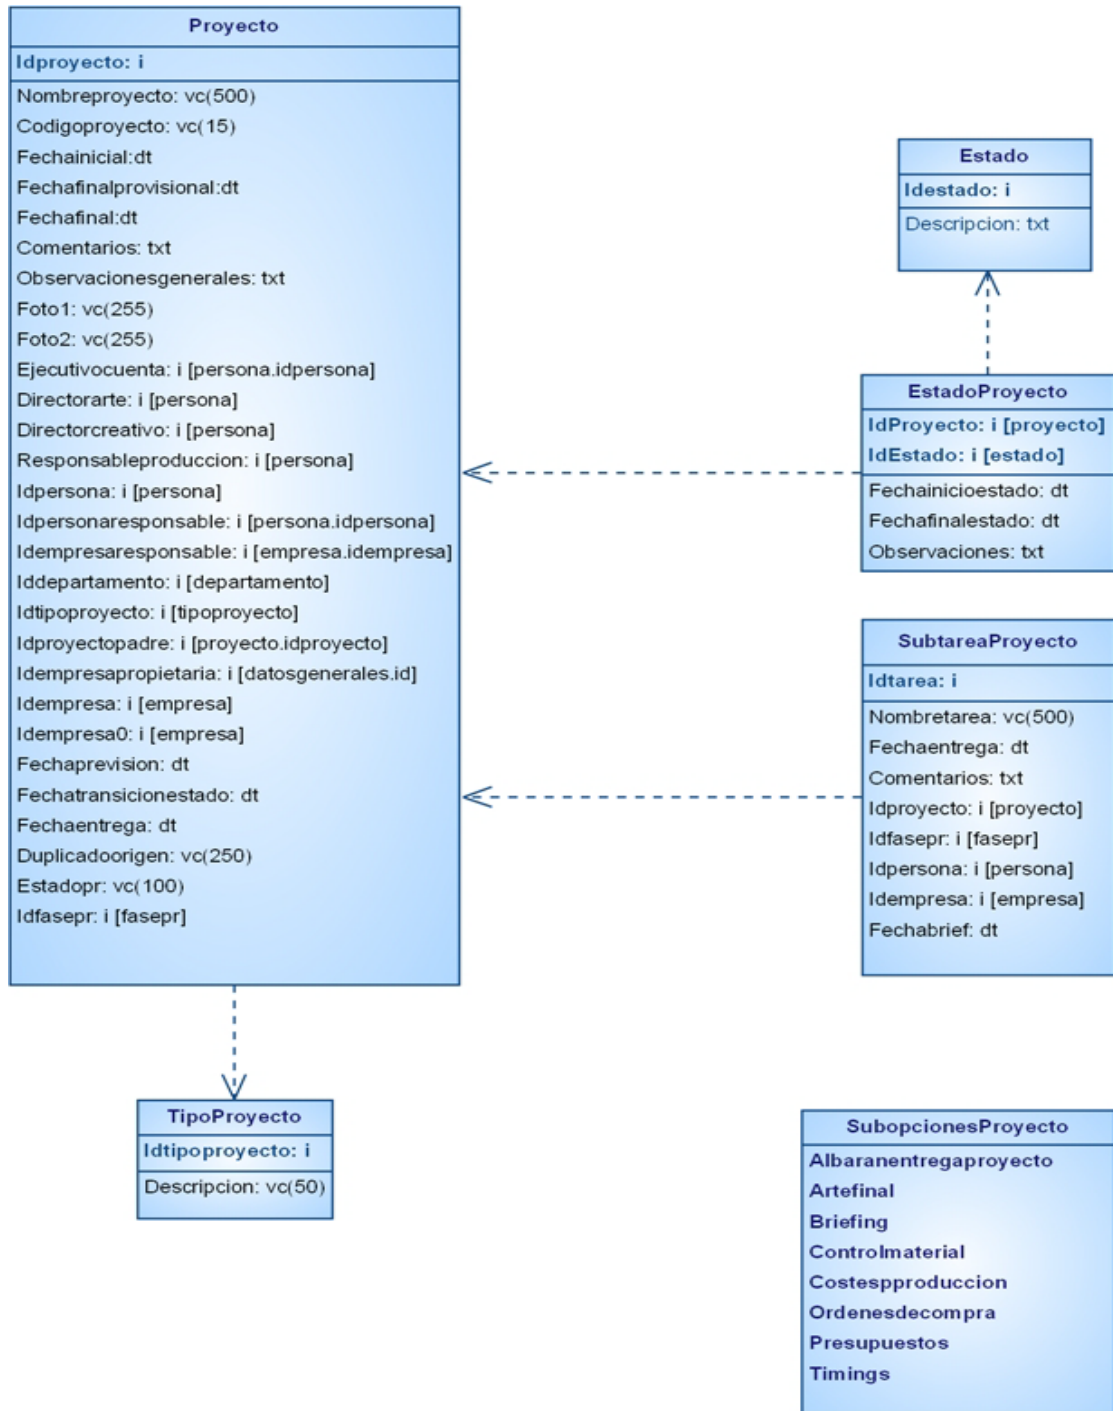 Proyecto
Idproyecto: i
Nombreproyecto: vc(500)
Codigoproyecto: vc(15)
Fechainicial:dt
Fechafinalprovisional:dt
Fechafinal:dt
Comentarios: txt
Observacionesgenerales: txt
Foto1: vc(255)
Foto2: vc(255)
Ejecutivocuenta: i [persona.idpersona]
Directorarte: i [persona]
Directorcreativo: i [persona]
Responsableproduccion: i [persona]
Idpersona: i [persona]
Idpersonaresponsable: i [persona.idpersona]
Idempresaresponsable: i [empresa.idempresa]
Iddepartamento: i [departamento]
Idtipoproyecto: i [tipoproyecto]
Idproyectopadre: i [proyecto.idproyecto]
Idempresapropietaria: i [datosgenerales.id]
Idempresa: i [empresa]
Idempresa0: i [empresa]
Fechaprevision: dt
Fechatransicionestado: dt
Fechaentrega: dt
Duplicadoorigen: vc(250)
Estadopr: vc(100)
Idfasepr: i [fasepr]
Estado
Idestado: i
Descripcion: txt
EstadoProyecto
IdProyecto: i [proyecto]
IdEstado: i [estado]
Fechainicioestado: dt
Fechafinalestado: dt
Observaciones: txt
SubtareaProyecto
Idtarea: i
Nombretarea: vc(500)
Fechaentrega: dt
Comentarios: txt
Idproyecto: i [proyecto]
Idfasepr: i [fasepr]
Idpersona: i [persona]
Idempresa: i [empresa]
Fechabrief: dt
TipoProyecto
Idtipoproyecto: i
Descripcion: vc(50)
SubopcionesProyecto
Albaranentregaproyecto
Artefinal
Briefing
Controlmaterial
Costespproduccion
Ordenesdecompra
Presupuestos
Timings